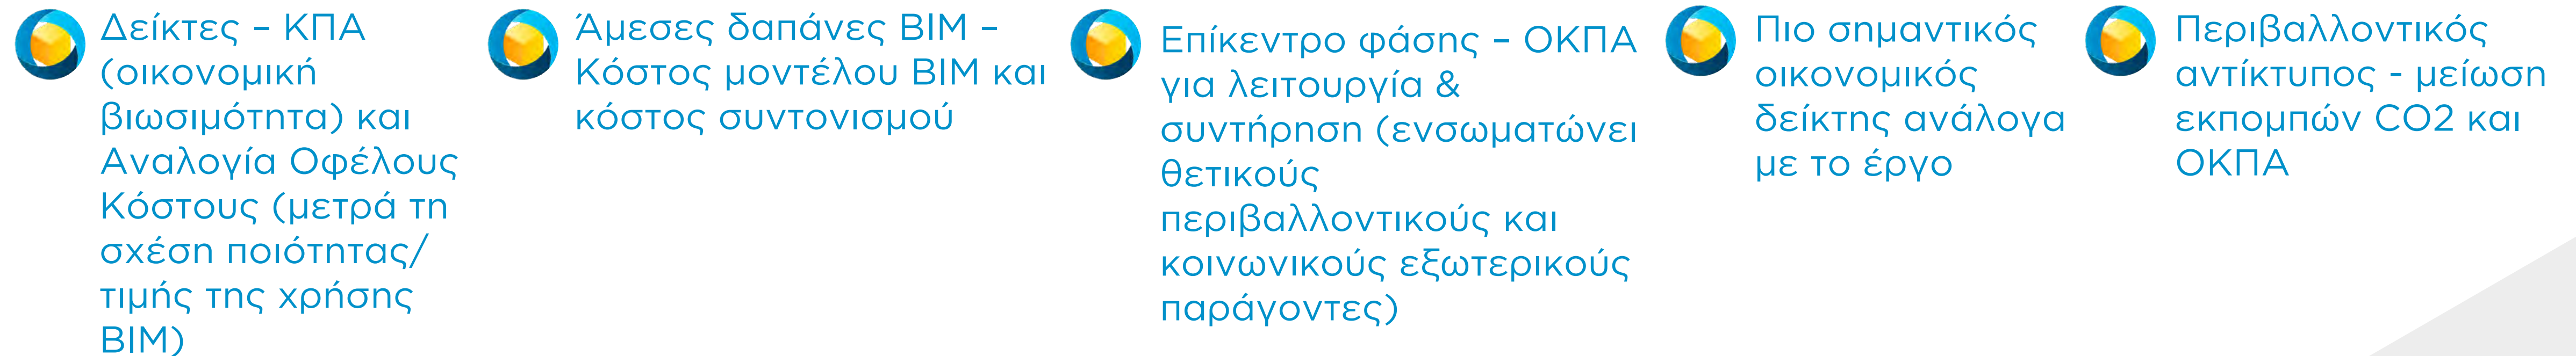 Δείκτες – ΚΠΑ
(οικονομική
βιωσιμότητα) και
Αναλογία Οφέλους
Κόστους (μετρά τη
σχέση ποιότητας/
τιμής της χρήσης
BIM)
Άμεσες δαπάνες BIM –
Κόστος μοντέλου BIM και
κόστος συντονισμού
Επίκεντρο φάσης – ΟΚΠΑ
για λειτουργία &
συντήρηση (ενσωματώνει
θετικούς
περιβαλλοντικούς και
κοινωνικούς εξωτερικούς
παράγοντες)
Πιο σημαντικός
οικονομικός
δείκτης ανάλογα
με το έργο
Περιβαλλοντικός
αντίκτυπος - μείωση
εκπομπών CO2 και
ΟΚΠΑ